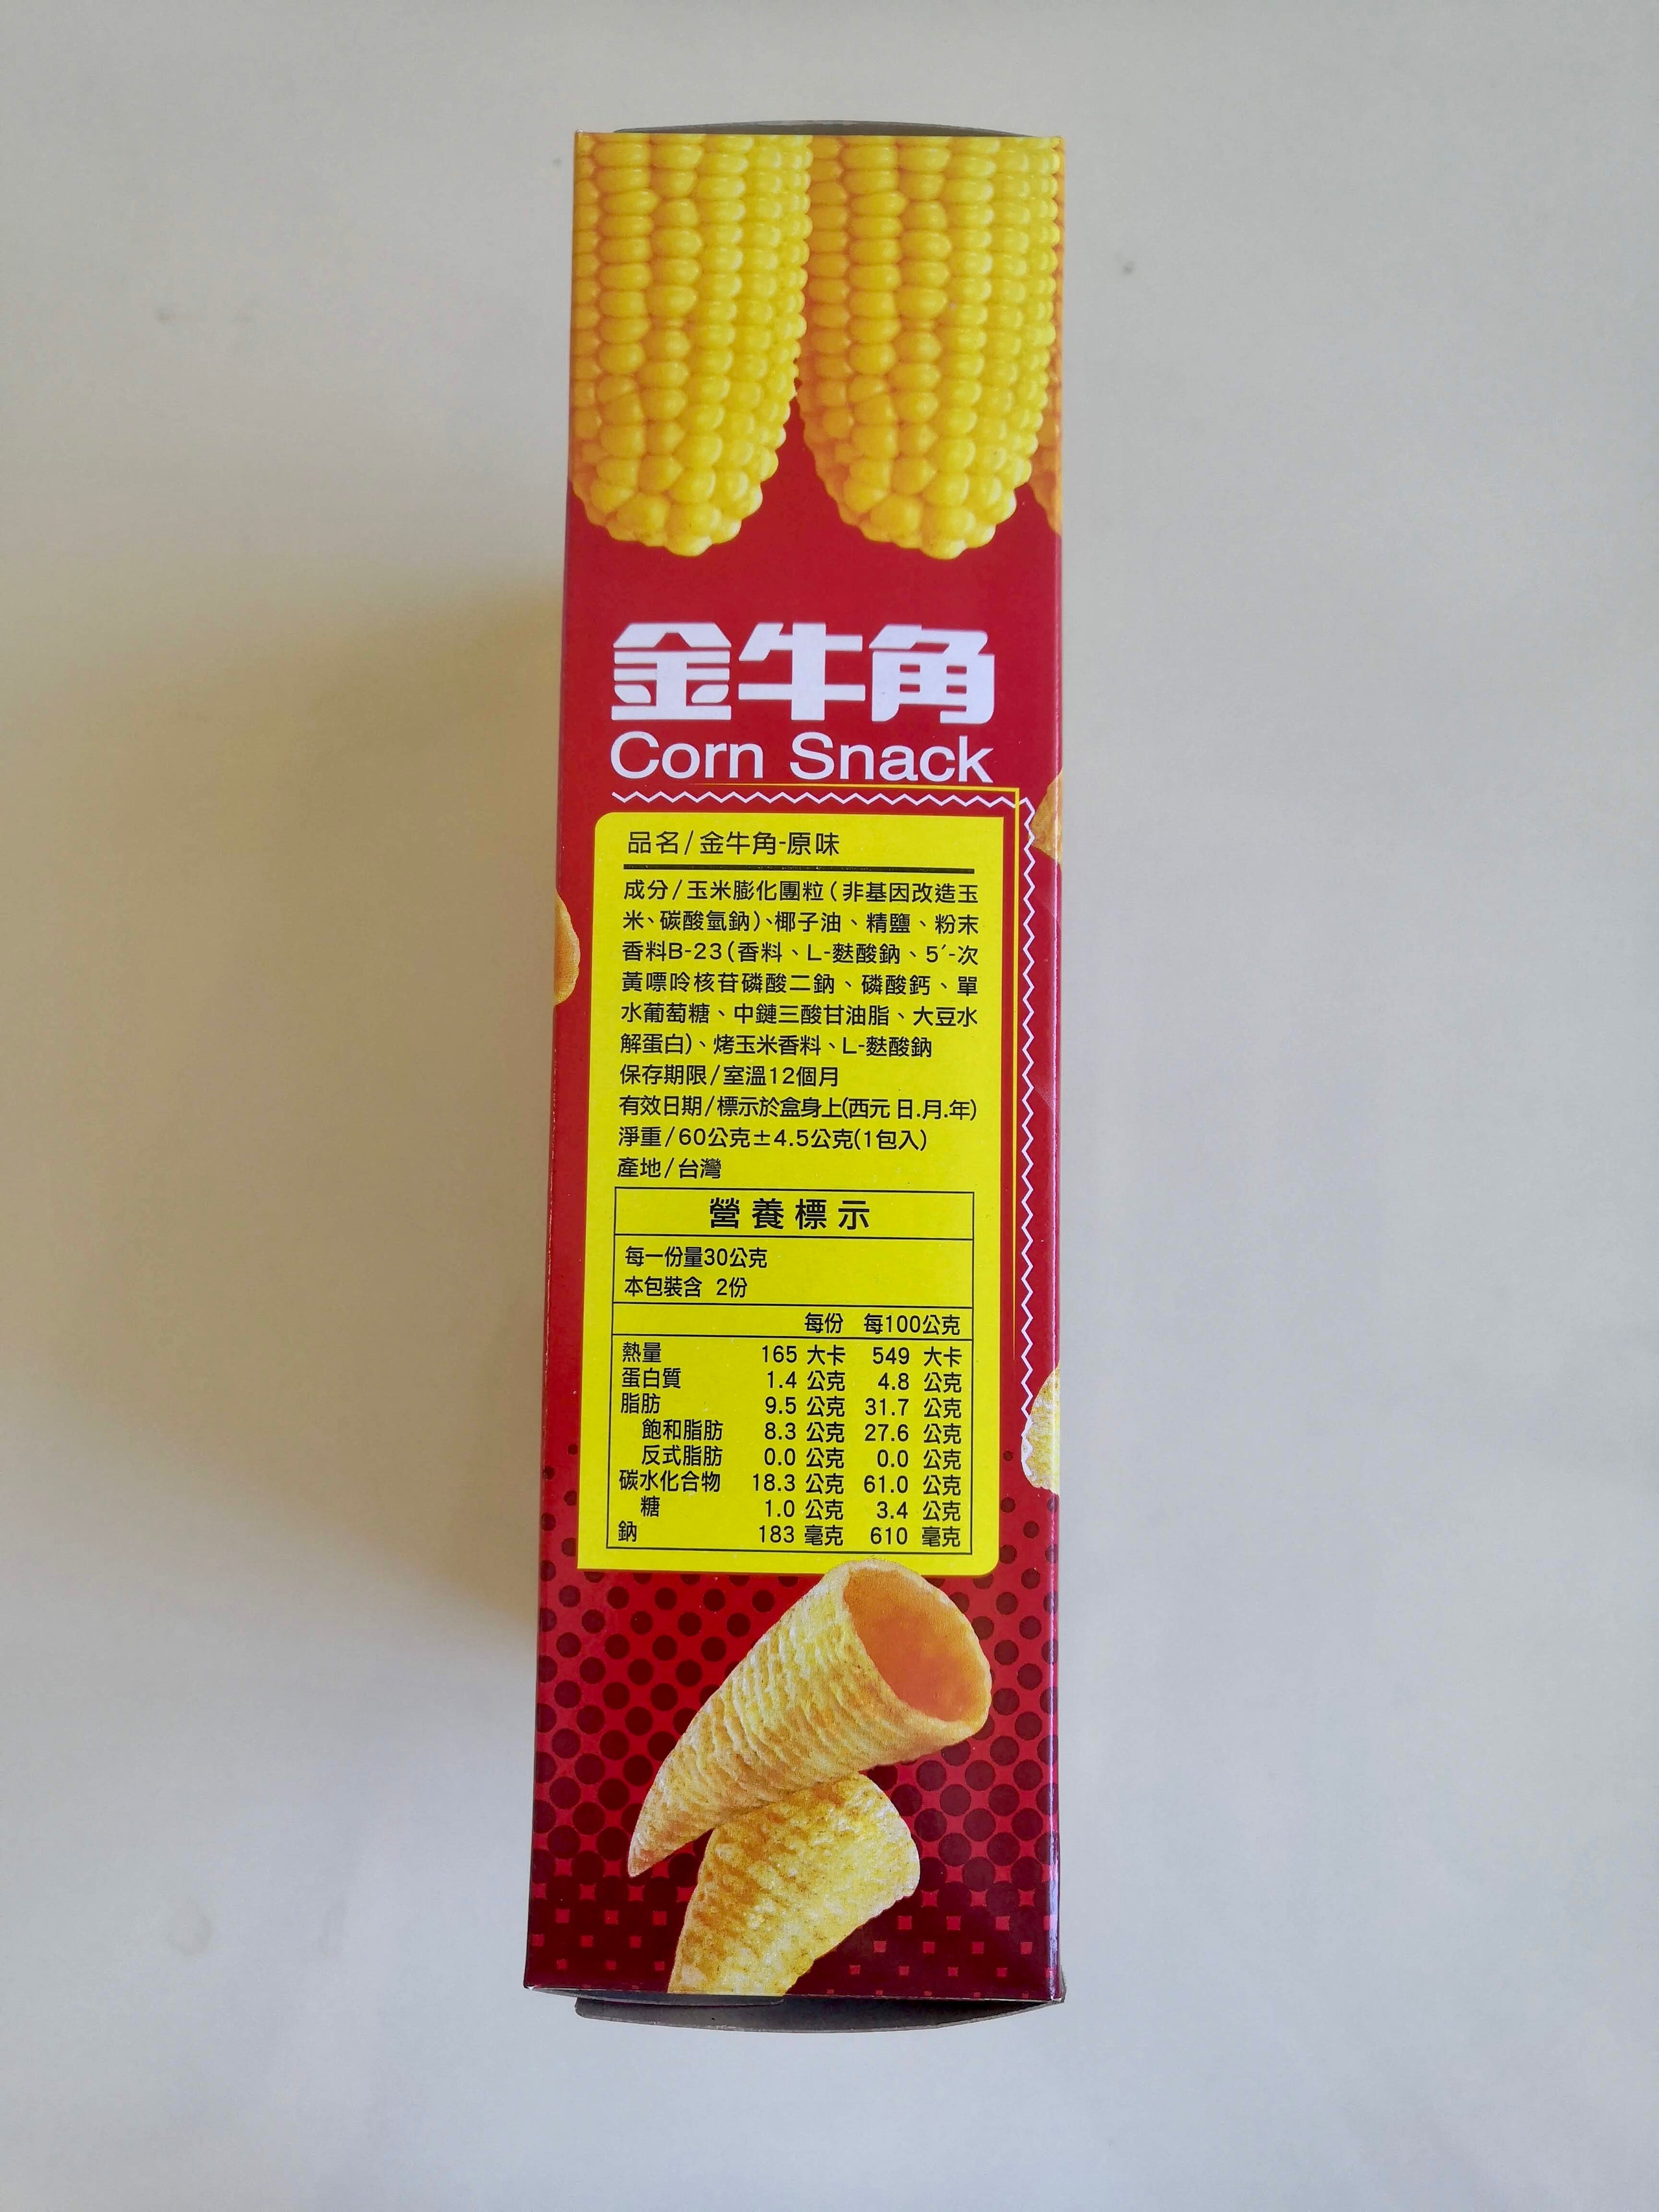 金牛角
Corn Snack
品名/金牛角-原味
成分/玉米膨化團粒(非基因改造玉
米、碳酸氫鈉)、椰子油、精鹽、粉末
香料B-23(香料、L-麩酸鈉、5´-次
黃嘌呤核苷磷酸二鈉、磷酸鈣、單
水葡萄糖、中鏈三酸甘油脂、大豆水
解蛋白)、烤玉米香料、L-麩酸鈉
保存期限/室溫12個月
有效日期/標示於盒身上(西元 日.月.年)
淨重/60公克±4.5公克(1包入)
產地/台灣
營養標示
每一份量30公克
本包裝含 2份
每份 每100公克
熱量 165 大卡 549 大卡
蛋白質 1.4 公克 4.8 公克
脂肪 9.5 公克 31.7 公克
飽和脂肪 8.3 公克 27.6 公克
反式脂肪 0.0 公克 0.0 公克
碳水化合物 18.3 公克 61.0 公克
糖 1.0 公克 3.4 公克
鈉 183 毫克 610 毫克